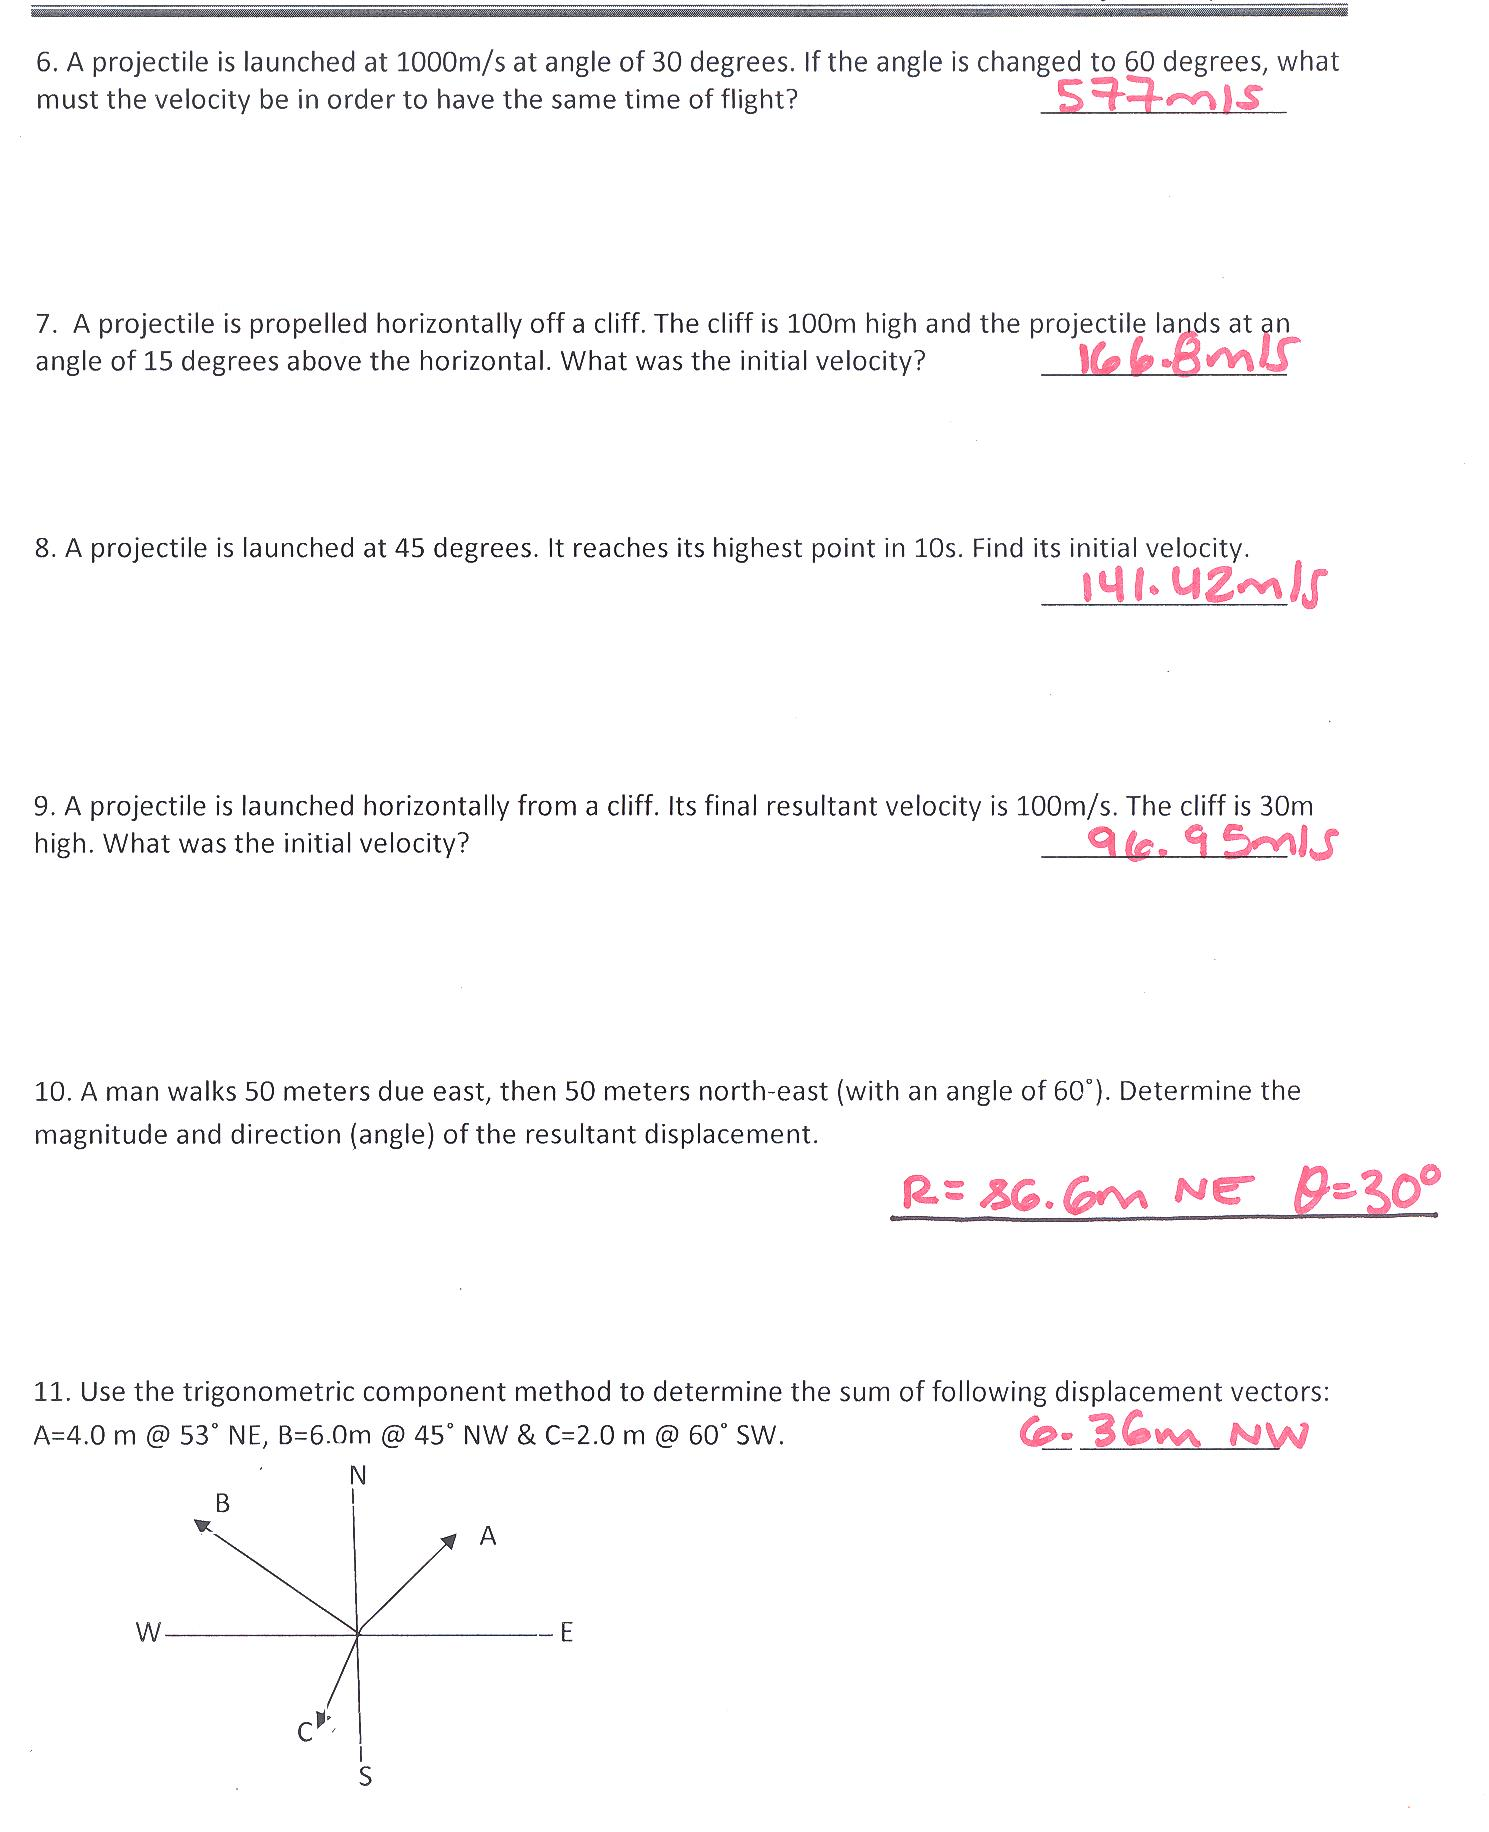 6. A projectile is launched at 1000m/s at angle of 30 degrees. If the angle is changed to 60 degrees, what
must the velocity be in order to have the same time of flight?
577m/s
7. A projectile is propelled horizontally off a cliff. The cliff is 100m high and the projectile lands at an
angle of 15 degrees above the horizontal. What was the initial velocity?
166.8m/s
8. A projectile is launched at 45 degrees. It reaches its highest point in 10s. Find its initial velocity.
141.42m/s
9. A projectile is launched horizontally from a cliff. Its final resultant velocity is 100m/s. The cliff is 30m
high. What was the initial velocity?
96.95m/s
10. A man walks 50 meters due east, then 50 meters north-east (with an angle of 60°). Determine the
magnitude and direction (angle) of the resultant displacement.
R= 86.6m NE θ=30°
11. Use the trigonometric component method to determine the sum of following displacement vectors:
A=4.0 m @ 53° NE, B=6.0m @ 45° NW & C=2.0 m @ 60° SW.
6.36m NW
N
B
A
W
E
C
S